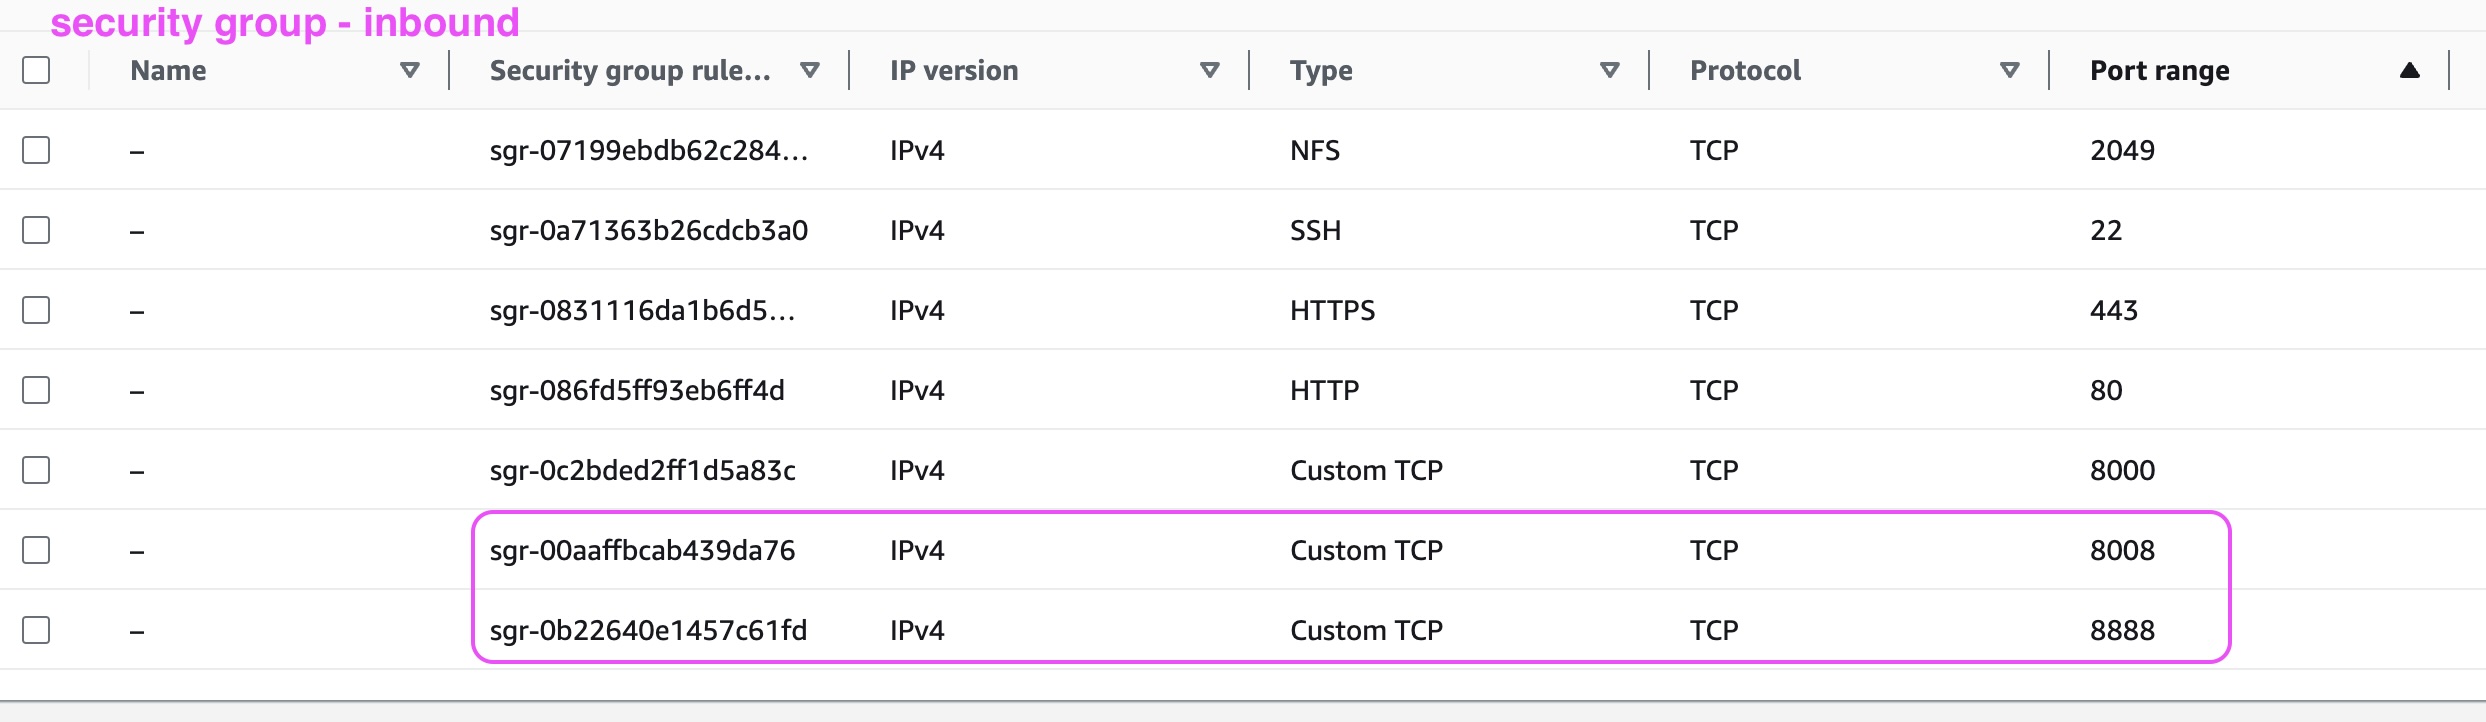 security group - inbound
Name Security group rule... IP version Type Protocol Port range
– sgr-07199ebdb62c284... IPv4 NFS TCP 2049
– sgr-0a71363b26cdcb3a0 IPv4 SSH TCP 22
– sgr-0831116da1b6d5... IPv4 HTTPS TCP 443
– sgr-086fd5ff93eb6ff4d IPv4 HTTP TCP 80
– sgr-0c2bded2ff1d5a83c IPv4 Custom TCP TCP 8000
– sgr-00aaffbcab439da76 IPv4 Custom TCP TCP 8008
– sgr-0b22640e1457c61fd IPv4 Custom TCP TCP 8888